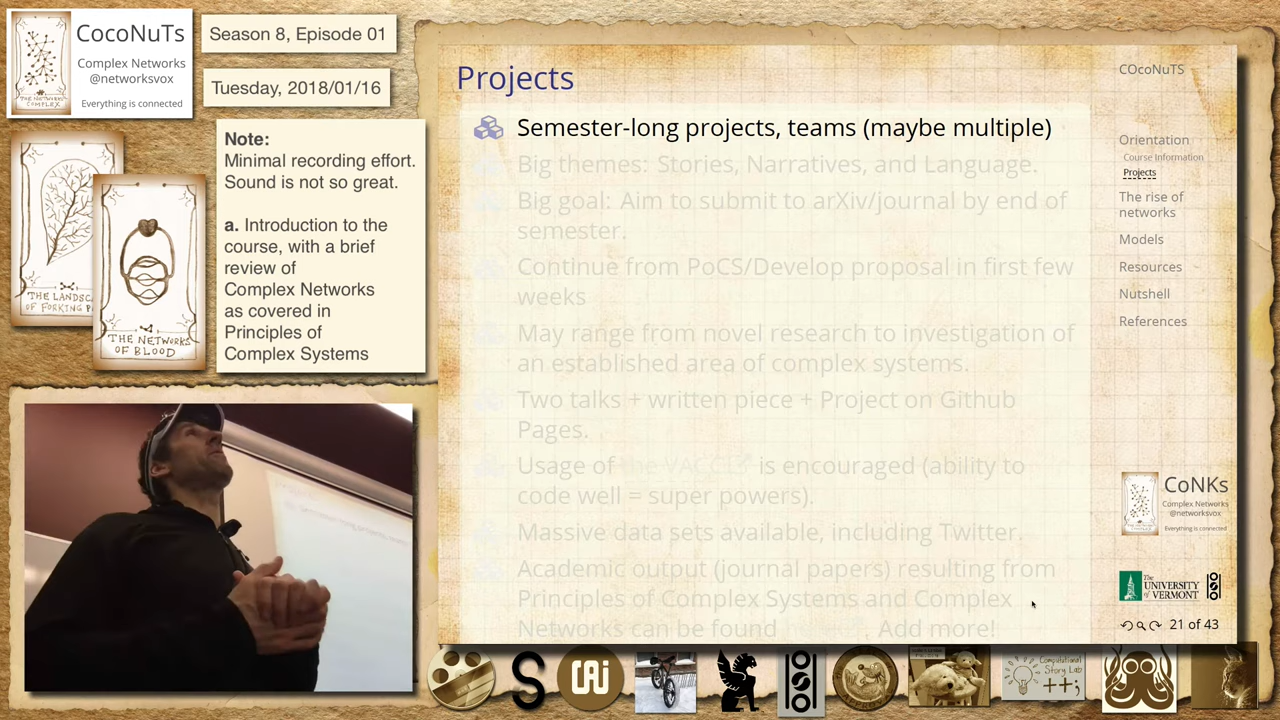 CocoNuTs
Complex Networks
@networksvox
Everything is connected
THE NETWORKS
COMPLEX
Season 8, Episode 01
Tuesday, 2018/01/16
Note:
Minimal recording effort.
Sound is not so great.
a. Introduction to the
course, with a brief
review of
Complex Networks
as covered in
Principles of
Complex Systems
THE LANDSC
OF FORKING P
THE NETWORKS
OF BLOOD
Projects
Semester-long projects, teams (maybe multiple)
Big themes: Stories, Narratives, and Language.
Big goal: Aim to submit to arXiv/journal by end of
semester.
Continue from PoCS/Develop proposal in first few
weeks
May range from novel research to investigation of
an established area of complex systems.
Two talks + written piece + Project on Github
Pages.
Usage of the VACC is encouraged (ability to
code well = super powers).
Massive data sets available, including Twitter.
Academic output (journal papers) resulting from
Principles of Complex Systems and Complex
Networks can be found . Add more!
COcoNuTS
Orientation
Course Information
Projects
The rise of
networks
Models
Resources
Nutshell
References
CoNKs
Complex Networks
@networksvox
Everything is connected
The
UNIVERSITY
of VERMONT
21 of 43
Computational
Story Lab
++;